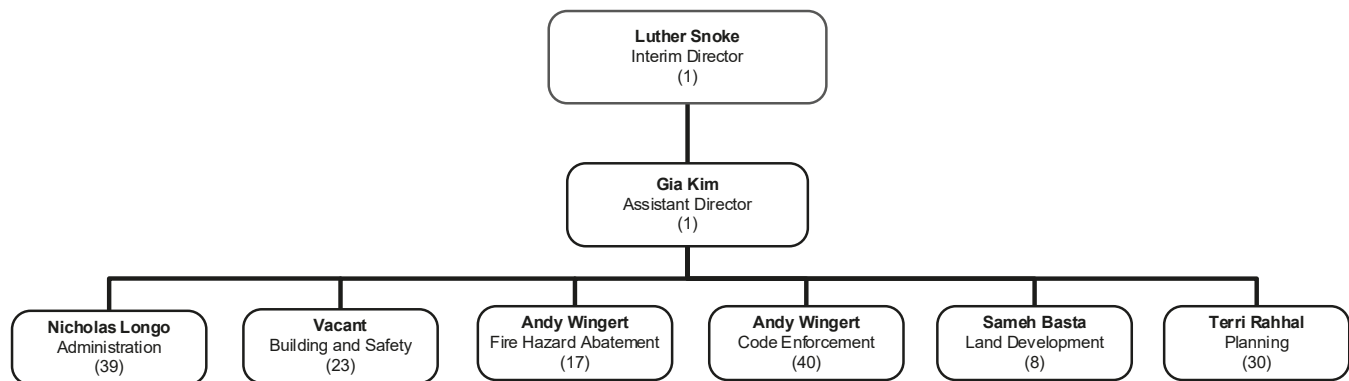 Luther Snoke
Interim Director
(1)
Gia Kim
Assistant Director
(1)
Nicholas Longo
Administration
(39)
Vacant
Building and Safety
(23)
Andy Wingert
Fire Hazard Abatement
(17)
Andy Wingert
Code Enforcement
(40)
Sameh Basta
Land Development
(8)
Terri Rahhal
Planning
(30)